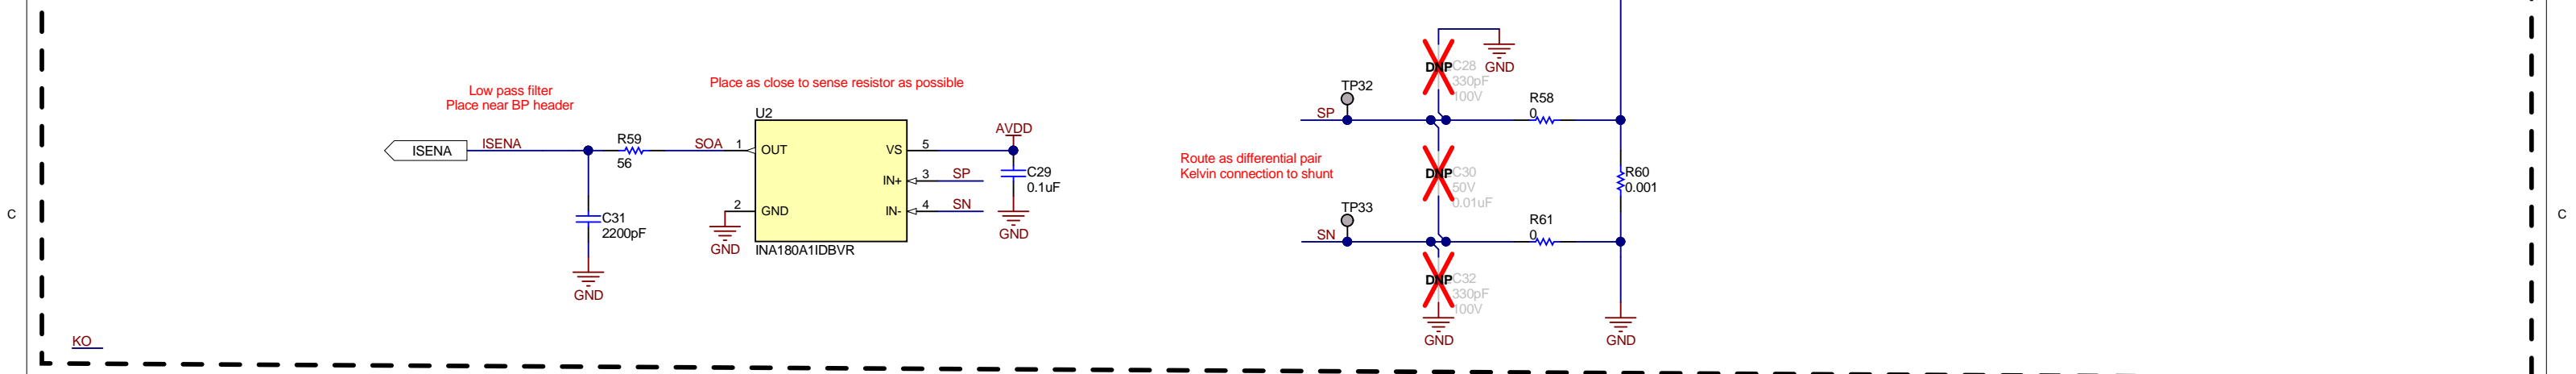 C
Low pass filter
Place near BP header
ISENA
ISENA
R59
56
SOA
C31
2200pF
GND
Place as close to sense resistor as possible
U2
1
OUT
VS
5
IN+
3
SP
2
GND
IN-
4
SN
GND
INA180A1IDBVR
AVDD
C29
0.1uF
GND
Route as differential pair
Kelvin connection to shunt
SP
TP32
DNP
C28
330pF
100V
GND
R58
0
DNP
C30
50V
0.01uF
R60
0.001
TP33
SN
R61
0
DNP
C32
330pF
100V
GND
GND
KO
C